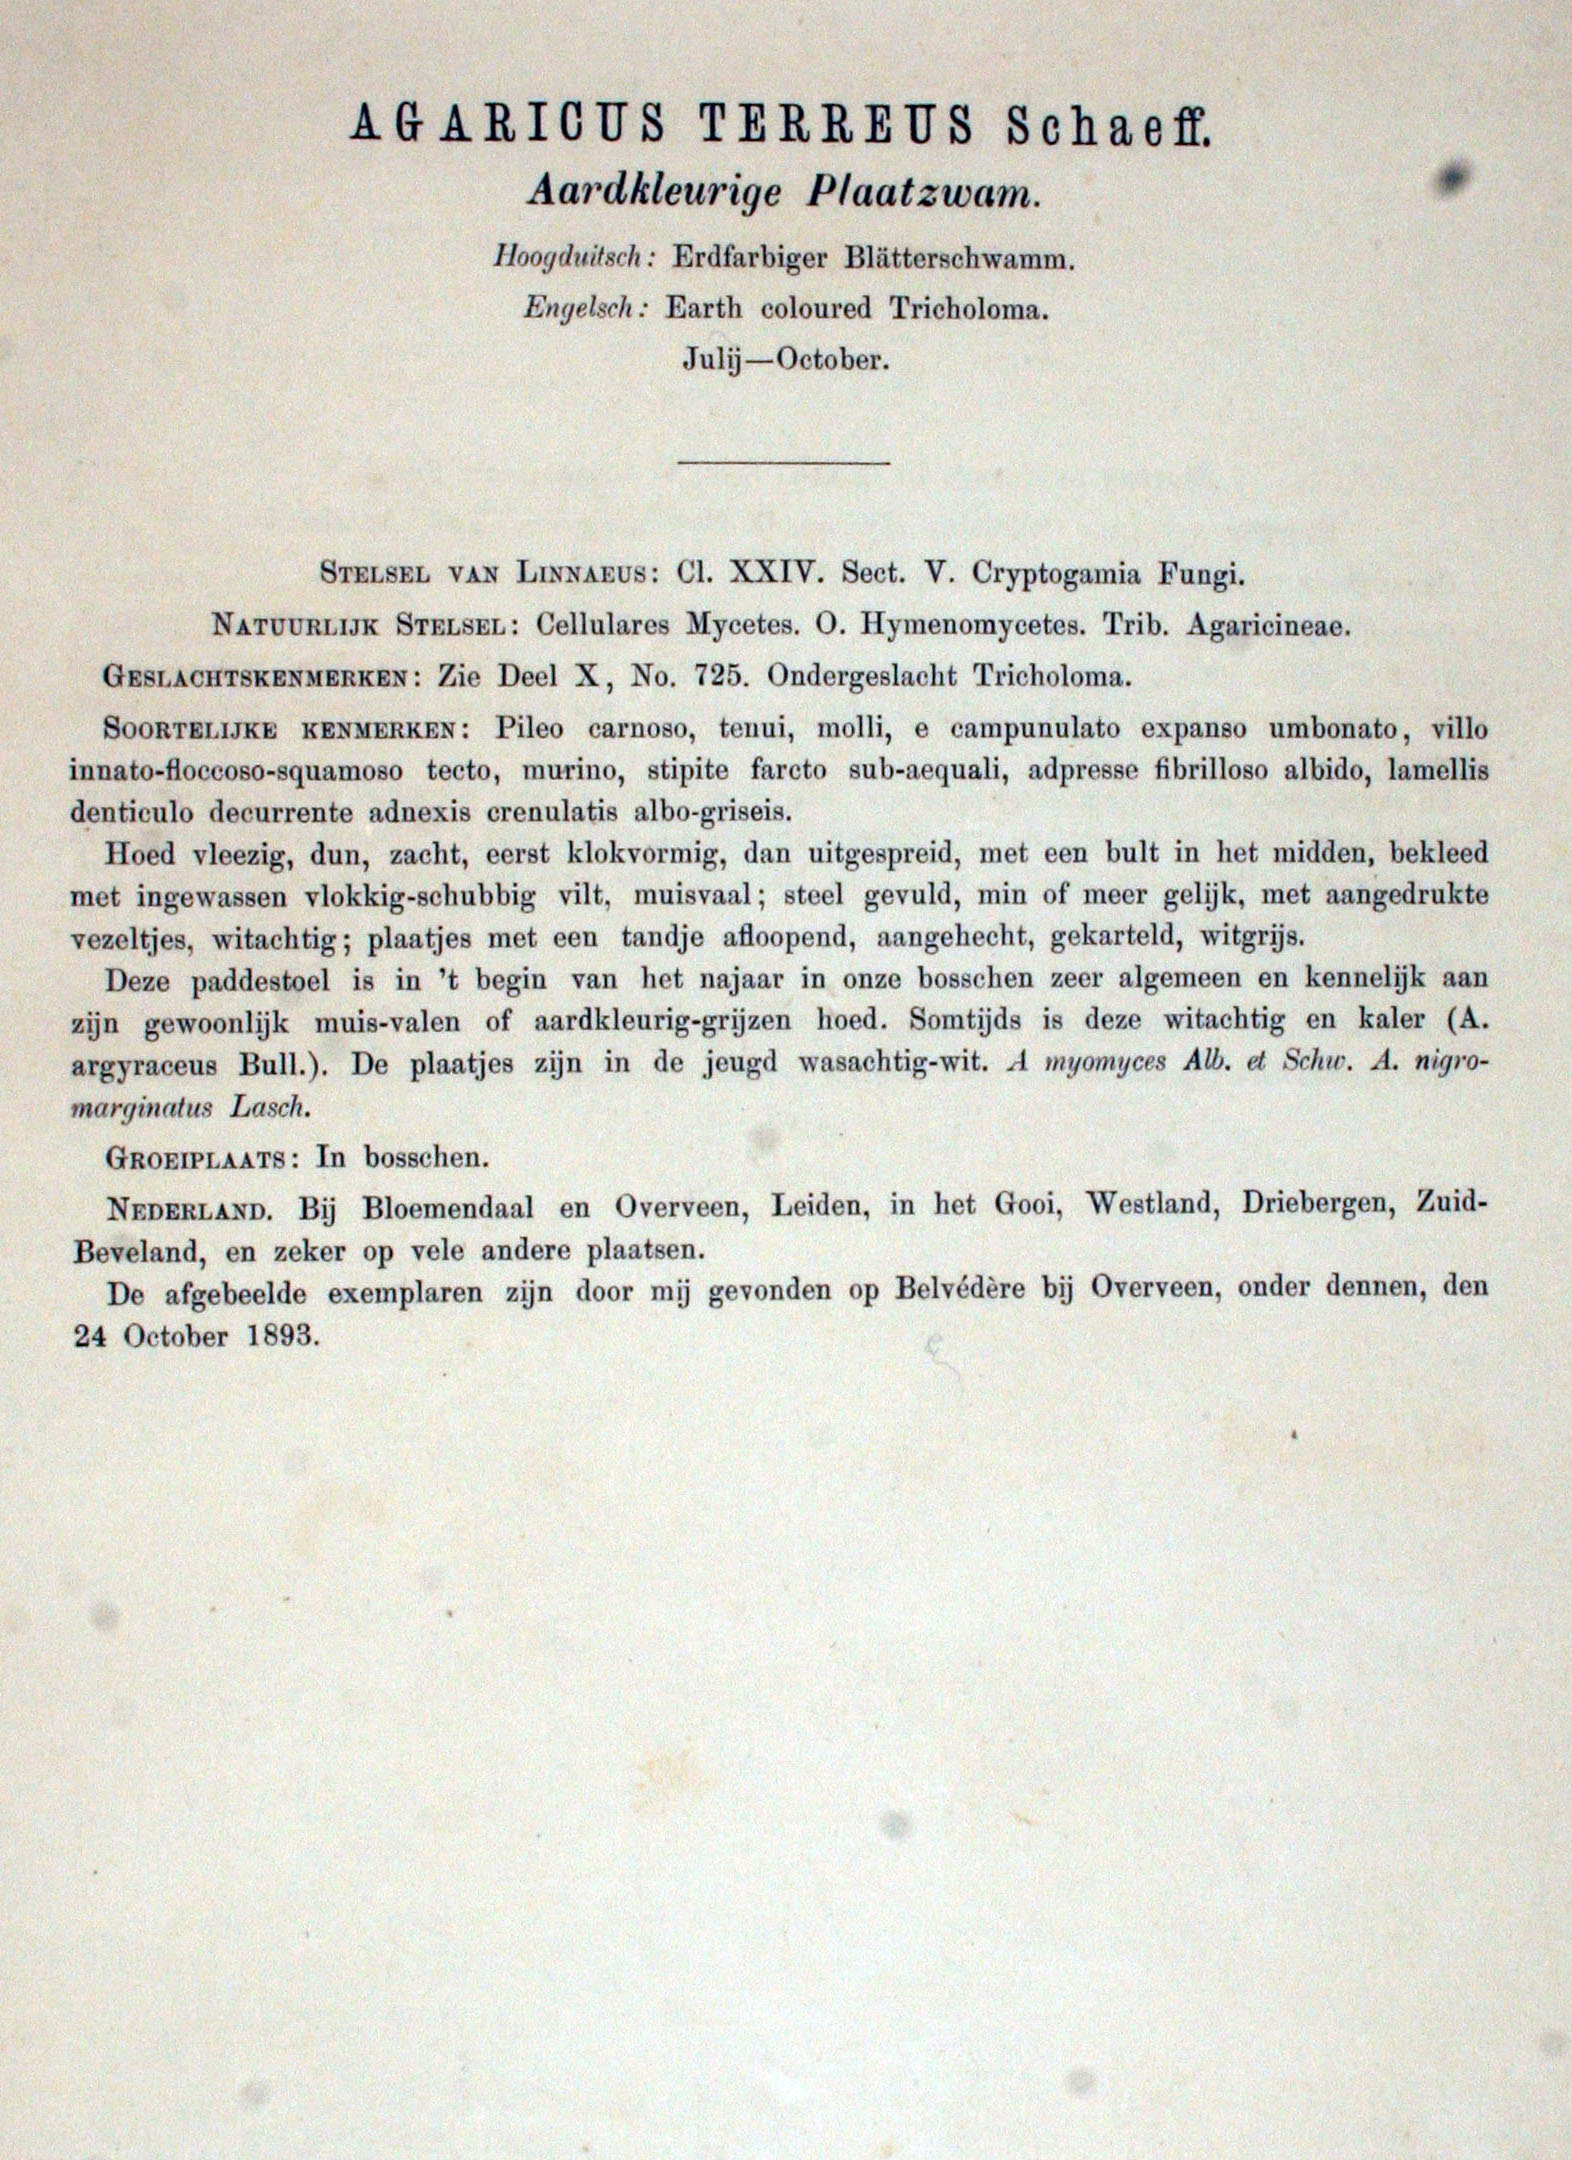 AGARICUS TERREUS Schaeff.
Aardkleurige Plaatzwam.
Hoogduitsch: Erdfarbiger Blätterschwamm.
Engelsch: Earth coloured Tricholoma.
Julij—October.
STELSEL VAN LINNAEUS: Cl. XXIV. Sect. V. Cryptogamia Fungi.
NATUURLIJK STELSEL: Cellulares Mycetes. O. Hymenomycetes. Trib. Agaricineae.
GESLACHTSKENMERKEN: Zie Deel X, No. 725. Ondergeslacht Tricholoma.
SOORTELIJKE KENMERKEN: Pileo carnoso, tenui, molli, e campunulato expanso umbonato, villo
innato-floccoso-squamoso tecto, murino, stipite farcto sub-aequali, adpresse fibrilloso albido, lamellis
denticulo decurrente adnexis crenulatis albo-griseis.
Hoed vleezig, dun, zacht, eerst klokvormig, dan uitgespreid, met een bult in het midden, bekleed
met ingewassen vlokkig-schubbig vilt, muisvaal; steel gevuld, min of meer gelijk, met aangedrukte
vezeltjes, witachtig; plaatjes met een tandje afloopend, aangehecht, gekarteld, witgrijs.
Deze paddestoel is in 't begin van het najaar in onze bosschen zeer algemeen en kennelijk aan
zijn gewoonlijk muis-valen of aardkleurig-grijzen hoed. Somtijds is deze witachtig en kaler (A.
argyraceus Bull.). De plaatjes zijn in de jeugd wasachtig-wit. A myomyces Alb. et Schw. A. nigro-
marginatus Lasch.
GROEIPLAATS: In bosschen.
NEDERLAND. Bij Bloemendaal en Overveen, Leiden, in het Gooi, Westland, Driebergen, Zuid-
Beveland, en zeker op vele andere plaatsen.
De afgebeelde exemplaren zijn door mij gevonden op Belvédère bij Overveen, onder dennen, den
24 October 1893.